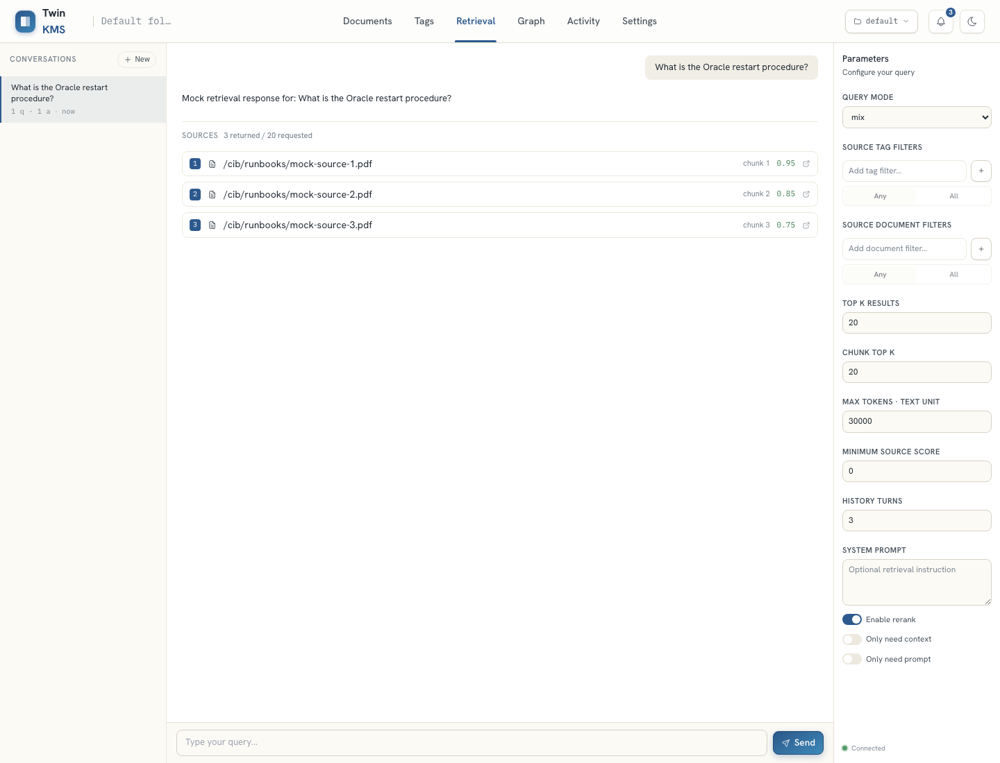 Twin
KMS
Default fol…
Documents
Tags
Retrieval
Graph
Activity
Settings
default
3
CONVERSATIONS
New
What is the Oracle restart
procedure?
1 q · 1 a · now
What is the Oracle restart procedure?
Mock retrieval response for: What is the Oracle restart procedure?
SOURCES 3 returned / 20 requested
1 /cib/runbooks/mock-source-1.pdf chunk 1 0.95
2 /cib/runbooks/mock-source-2.pdf chunk 2 0.85
3 /cib/runbooks/mock-source-3.pdf chunk 3 0.75
Type your query...
Send
Parameters
Configure your query
QUERY MODE
mix
SOURCE TAG FILTERS
Add tag filter...
+
Any All
SOURCE DOCUMENT FILTERS
Add document filter...
+
Any All
TOP K RESULTS
20
CHUNK TOP K
20
MAX TOKENS · TEXT UNIT
30000
MINIMUM SOURCE SCORE
0
HISTORY TURNS
3
SYSTEM PROMPT
Optional retrieval instruction
Enable rerank
Only need context
Only need prompt
Connected